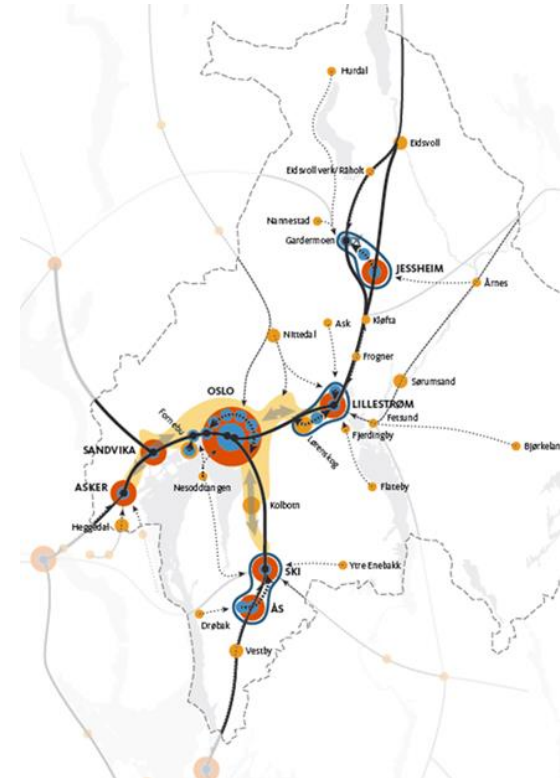 Hurdal
Eidsvoll
Eidsvoll verk/Råholt
Nannestad
Gardermoen
JESSHEIM
Årnes
Kløfta
Ask
Nittedal
Frogner
Sørumsand
OSLO
LILLESTRØM
Fetsund
Fornebu
Fjerdingby
Lørenskog
Bjørkelan
SANDVIKA
Nesoddtangen
ASKER
Flateby
Kolbotn
Heggedal
Ytre Enebakk
SKI
ÅS
Drøbak
Vestby